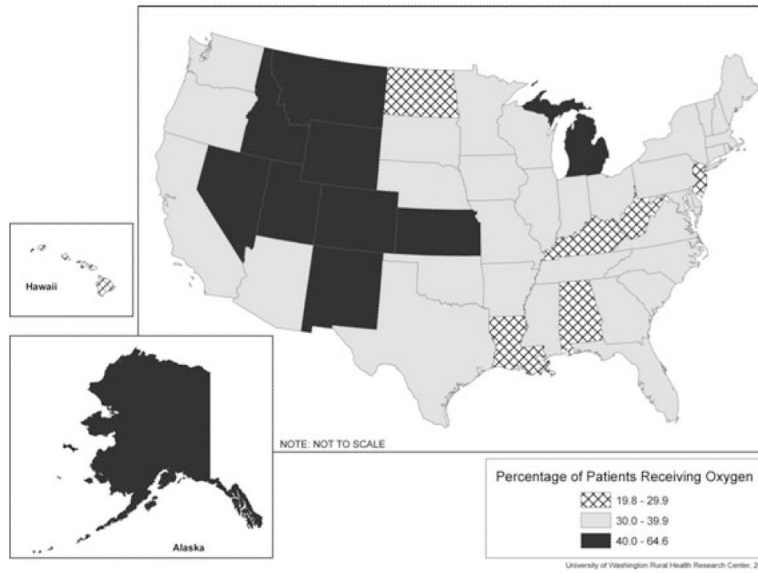 Hawaii
Alaska
NOTE: NOT TO SCALE
Percentage of Patients Receiving Oxygen
19.8 - 29.9
30.0 - 39.9
40.0 - 64.6
University of Washington Rural Health Research Center, 2